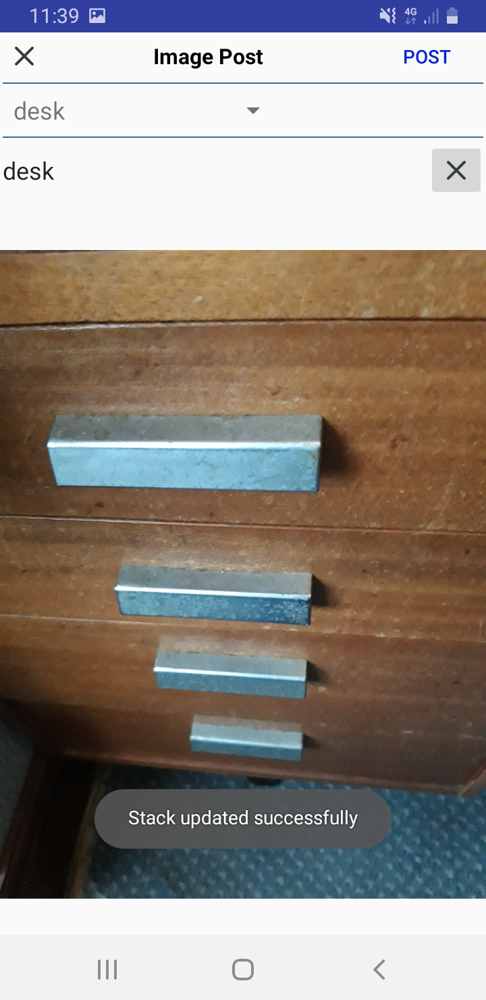 11:39
4G
Image Post
POST
desk
desk
Stack updated successfully